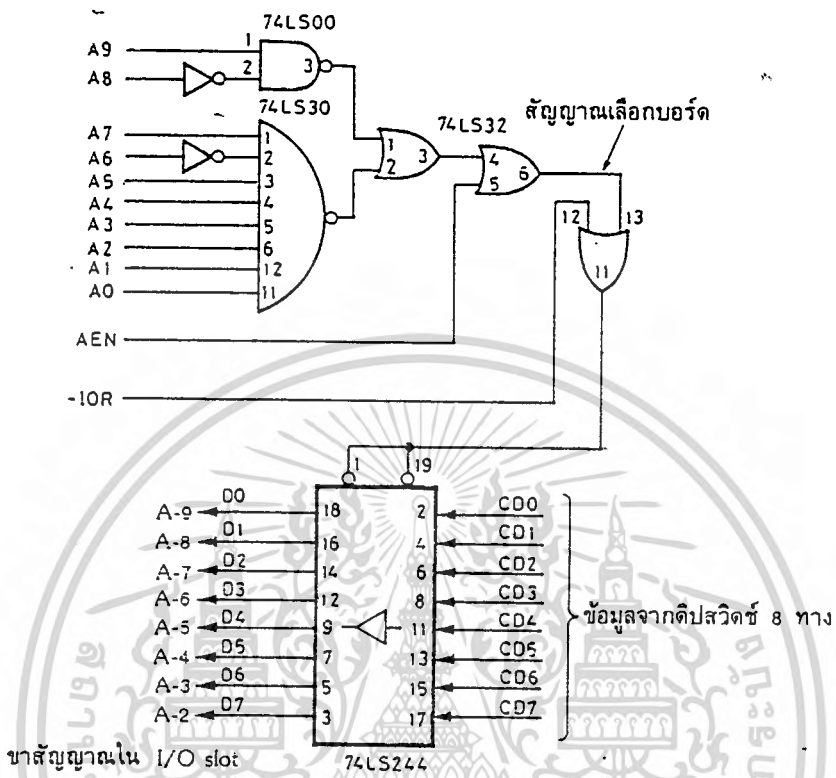 74LS00
A9
1
A8
2
3
74LS30
A7
1
A6
2
A5
3
A4
4
A3
5
A2
6
A1
12
A0
11
1
2
3
74LS32
4
5
6
สัญญาณเลือกบอร์ด
12
13
11
AEN
-IOR
1
19
A-9
D0
18
2
CD0
A-8
D1
16
4
CD1
A-7
D2
14
6
CD2
A-6
D3
12
8
CD3
A-5
D4
9
11
CD4
A-4
D5
7
13
CD5
A-3
D6
5
15
CD6
A-2
D7
3
17
CD7
ข้อมูลจากดิปสวิตช์ 8 ทาง
ขาสัญญาณใน I/O slot
74LS244